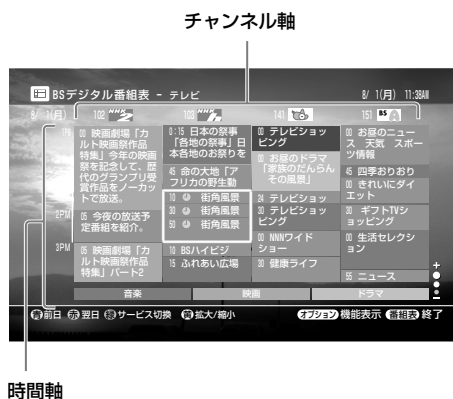 チャンネル軸
BSデジタル番組表 - テレビ
8/ 1(月) 11:38AM
8/ 1(月)
102
103
141
151 BS
1PM
00 映画劇場「カ
ルト映画祭作品
特集」今年の映画
祭を記念して、歴
代のグランプリ受
賞作品をノーカッ
トで放送。
2PM
05 今夜の放送予
定番組を紹介。
3PM
05 映画劇場「カ
ルト映画祭作品
特集」パート2
0:15 日本の祭事
「各地の祭事」日
本各地のお祭りを
45 命の大地「ア
フリカの野生動
10 街角風景
30 街角風景
50 街角風景
10 BSハイビジ
15 ふれあい広場
00 テレビショッ
ピング
00 お昼のドラマ
「家族のだんらん
その風景」
24 テレビショッ
30 テレビショッ
ピング
00 NNNワイド
ショー
30 健康ライフ
00 お昼のニュー
ス 天気 スポー
ツ情報
45 四季おりおり
00 きれいにダイ
エット
30 ギフトTVシ
ョッピング
00 生活セレクシ
ョン
55 ニュース
音楽
映画
ドラマ
青 前日 赤 翌日 緑 サービス切換 黄 拡大/縮小
オプション 機能表示 番組表 終了
時間軸